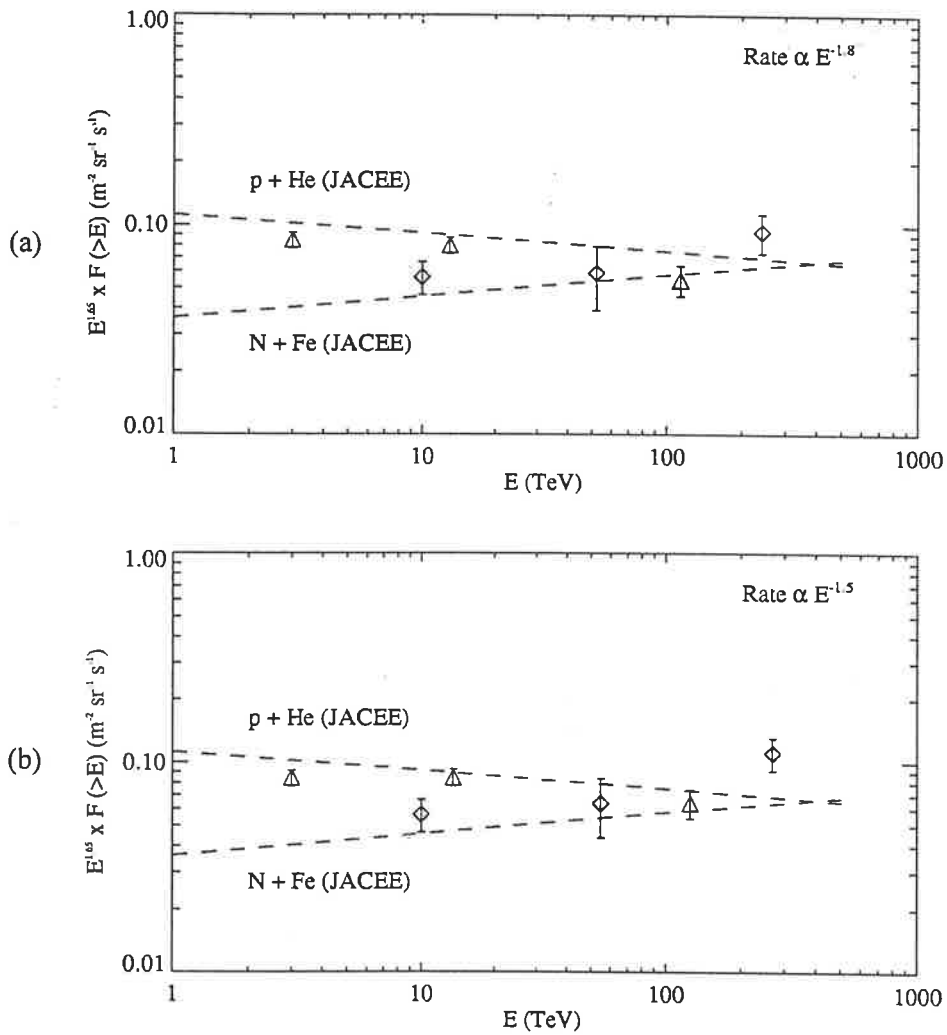 (a)
1.00
0.10
0.01
E^1.65 x F (>E) (m^-2 sr^-1 s^-1)
Rate α E^-1.8
p + He (JACEE)
N + Fe (JACEE)
1 10 100 1000
E (TeV)
(b)
1.00
0.10
0.01
E^1.65 x F (>E) (m^-2 sr^-1 s^-1)
Rate α E^-1.5
p + He (JACEE)
N + Fe (JACEE)
1 10 100 1000
E (TeV)